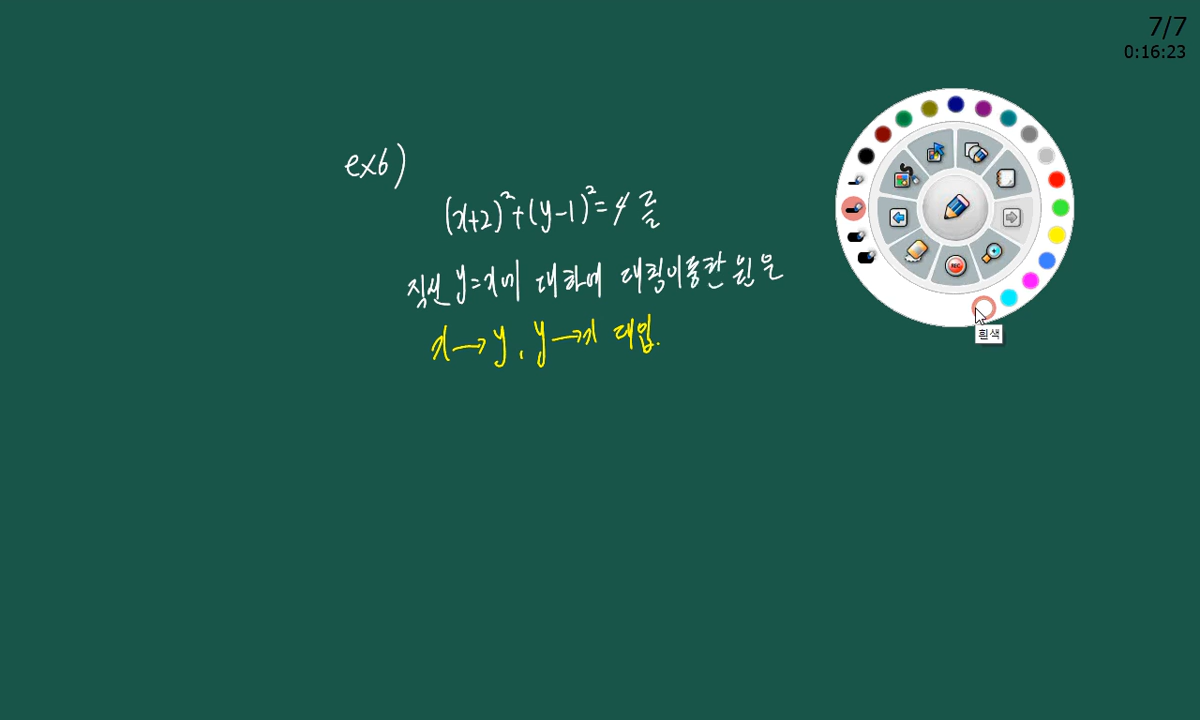 7/7
0:16:23
ex6)
(x+2)²+(y-1)²=4 를
직선 y=x에 대하여 대칭이동한 원은
x→y, y→x 대입.
REC
흰색